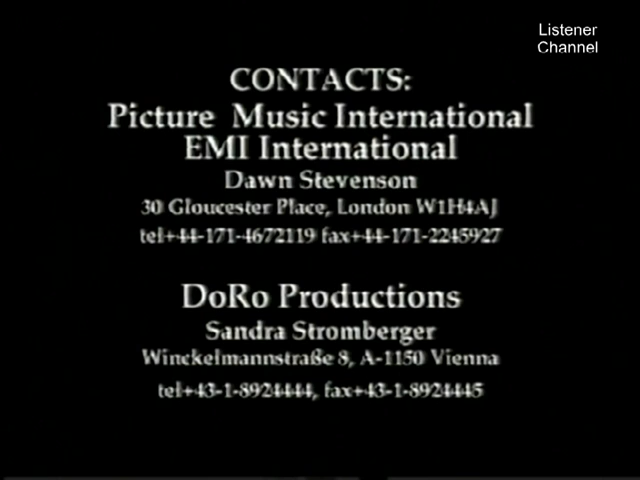 Listener
Channel
CONTACTS:
Picture Music International
EMI International
Dawn Stevenson
30 Gloucester Place, London W1H4AJ
tel+44-171-4672119 fax+44-171-2245927
DoRo Productions
Sandra Stromberger
Winckelmannstraße 8, A-1150 Vienna
tel+43-1-8924444, fax+43-1-8924445